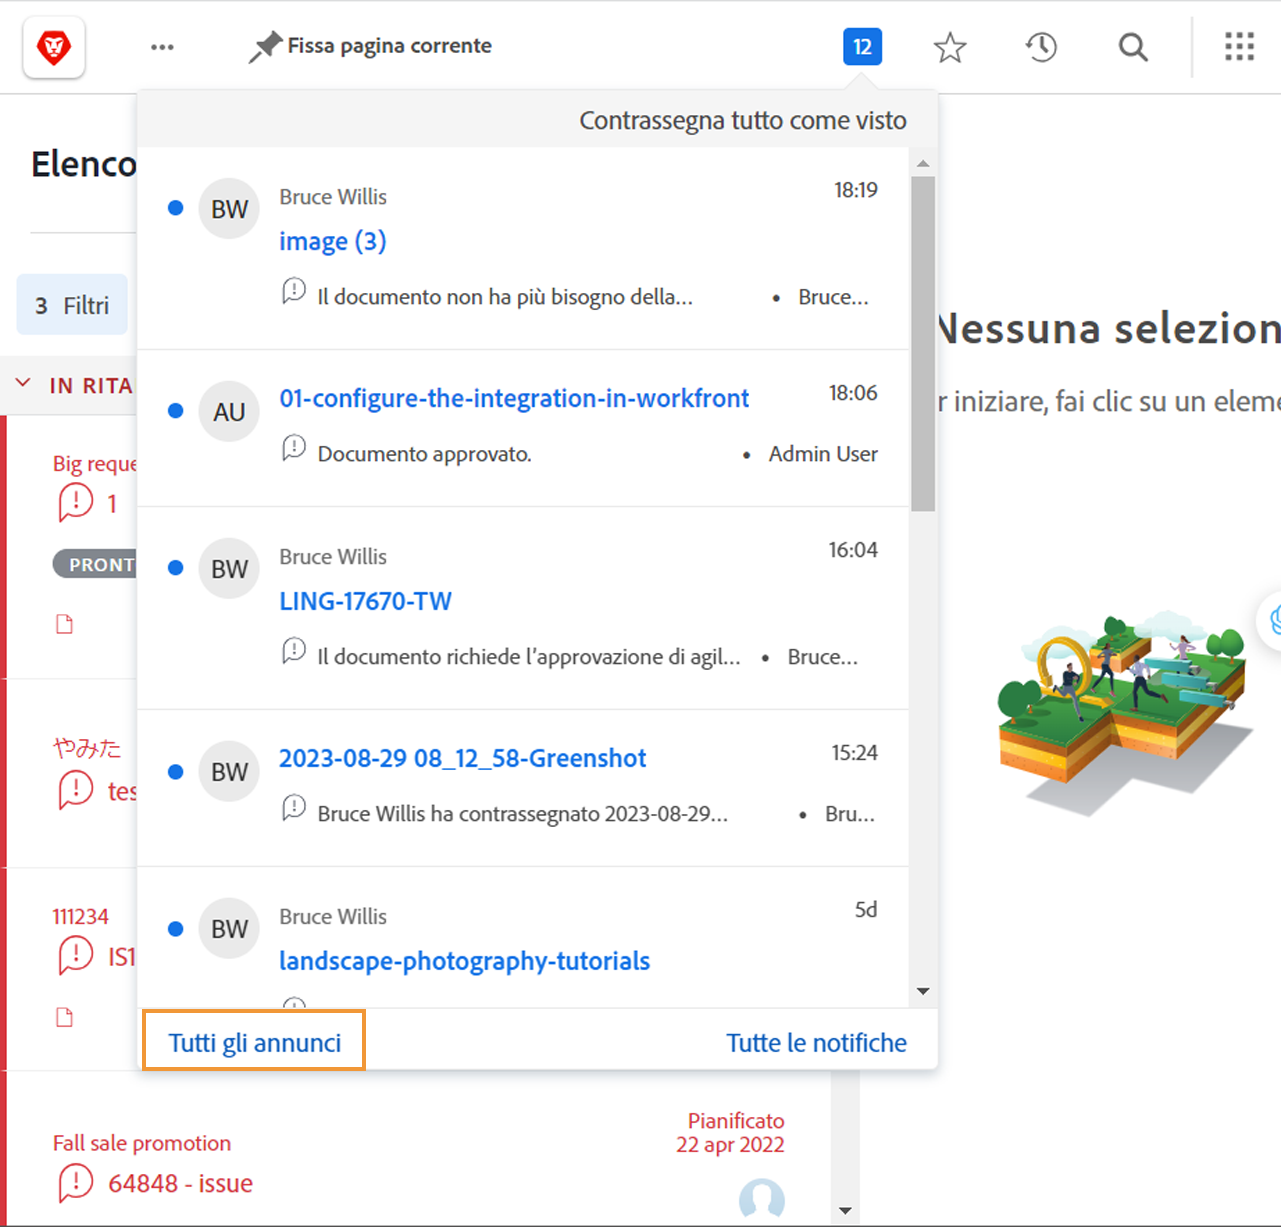 Fissa pagina corrente
12
Contrassegna tutto come visto
Elenco
3 Filtri
IN RITA
Big reque
1
PRONT
やみた
tes
111234
IS1
BW
Bruce Willis
18:19
image (3)
Il documento non ha più bisogno della...
• Bruce...
AU
01-configure-the-integration-in-workfront
18:06
Documento approvato.
• Admin User
BW
Bruce Willis
16:04
LING-17670-TW
Il documento richiede l'approvazione di agil...
• Bruce...
BW
2023-08-29 08_12_58-Greenshot
15:24
Bruce Willis ha contrassegnato 2023-08-29...
• Bru...
BW
Bruce Willis
5d
landscape-photography-tutorials
Tutti gli annunci
Tutte le notifiche
Nessuna selezion
r iniziare, fai clic su un eleme
Fall sale promotion
64848 - issue
Pianificato
22 apr 2022